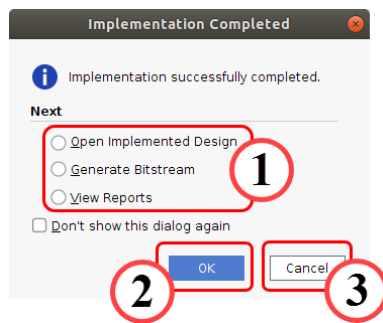 Implementation Completed
Implementation successfully completed.
Next
Open Implemented Design
Generate Bitstream
View Reports
1
Don't show this dialog again
OK
Cancel
2
3